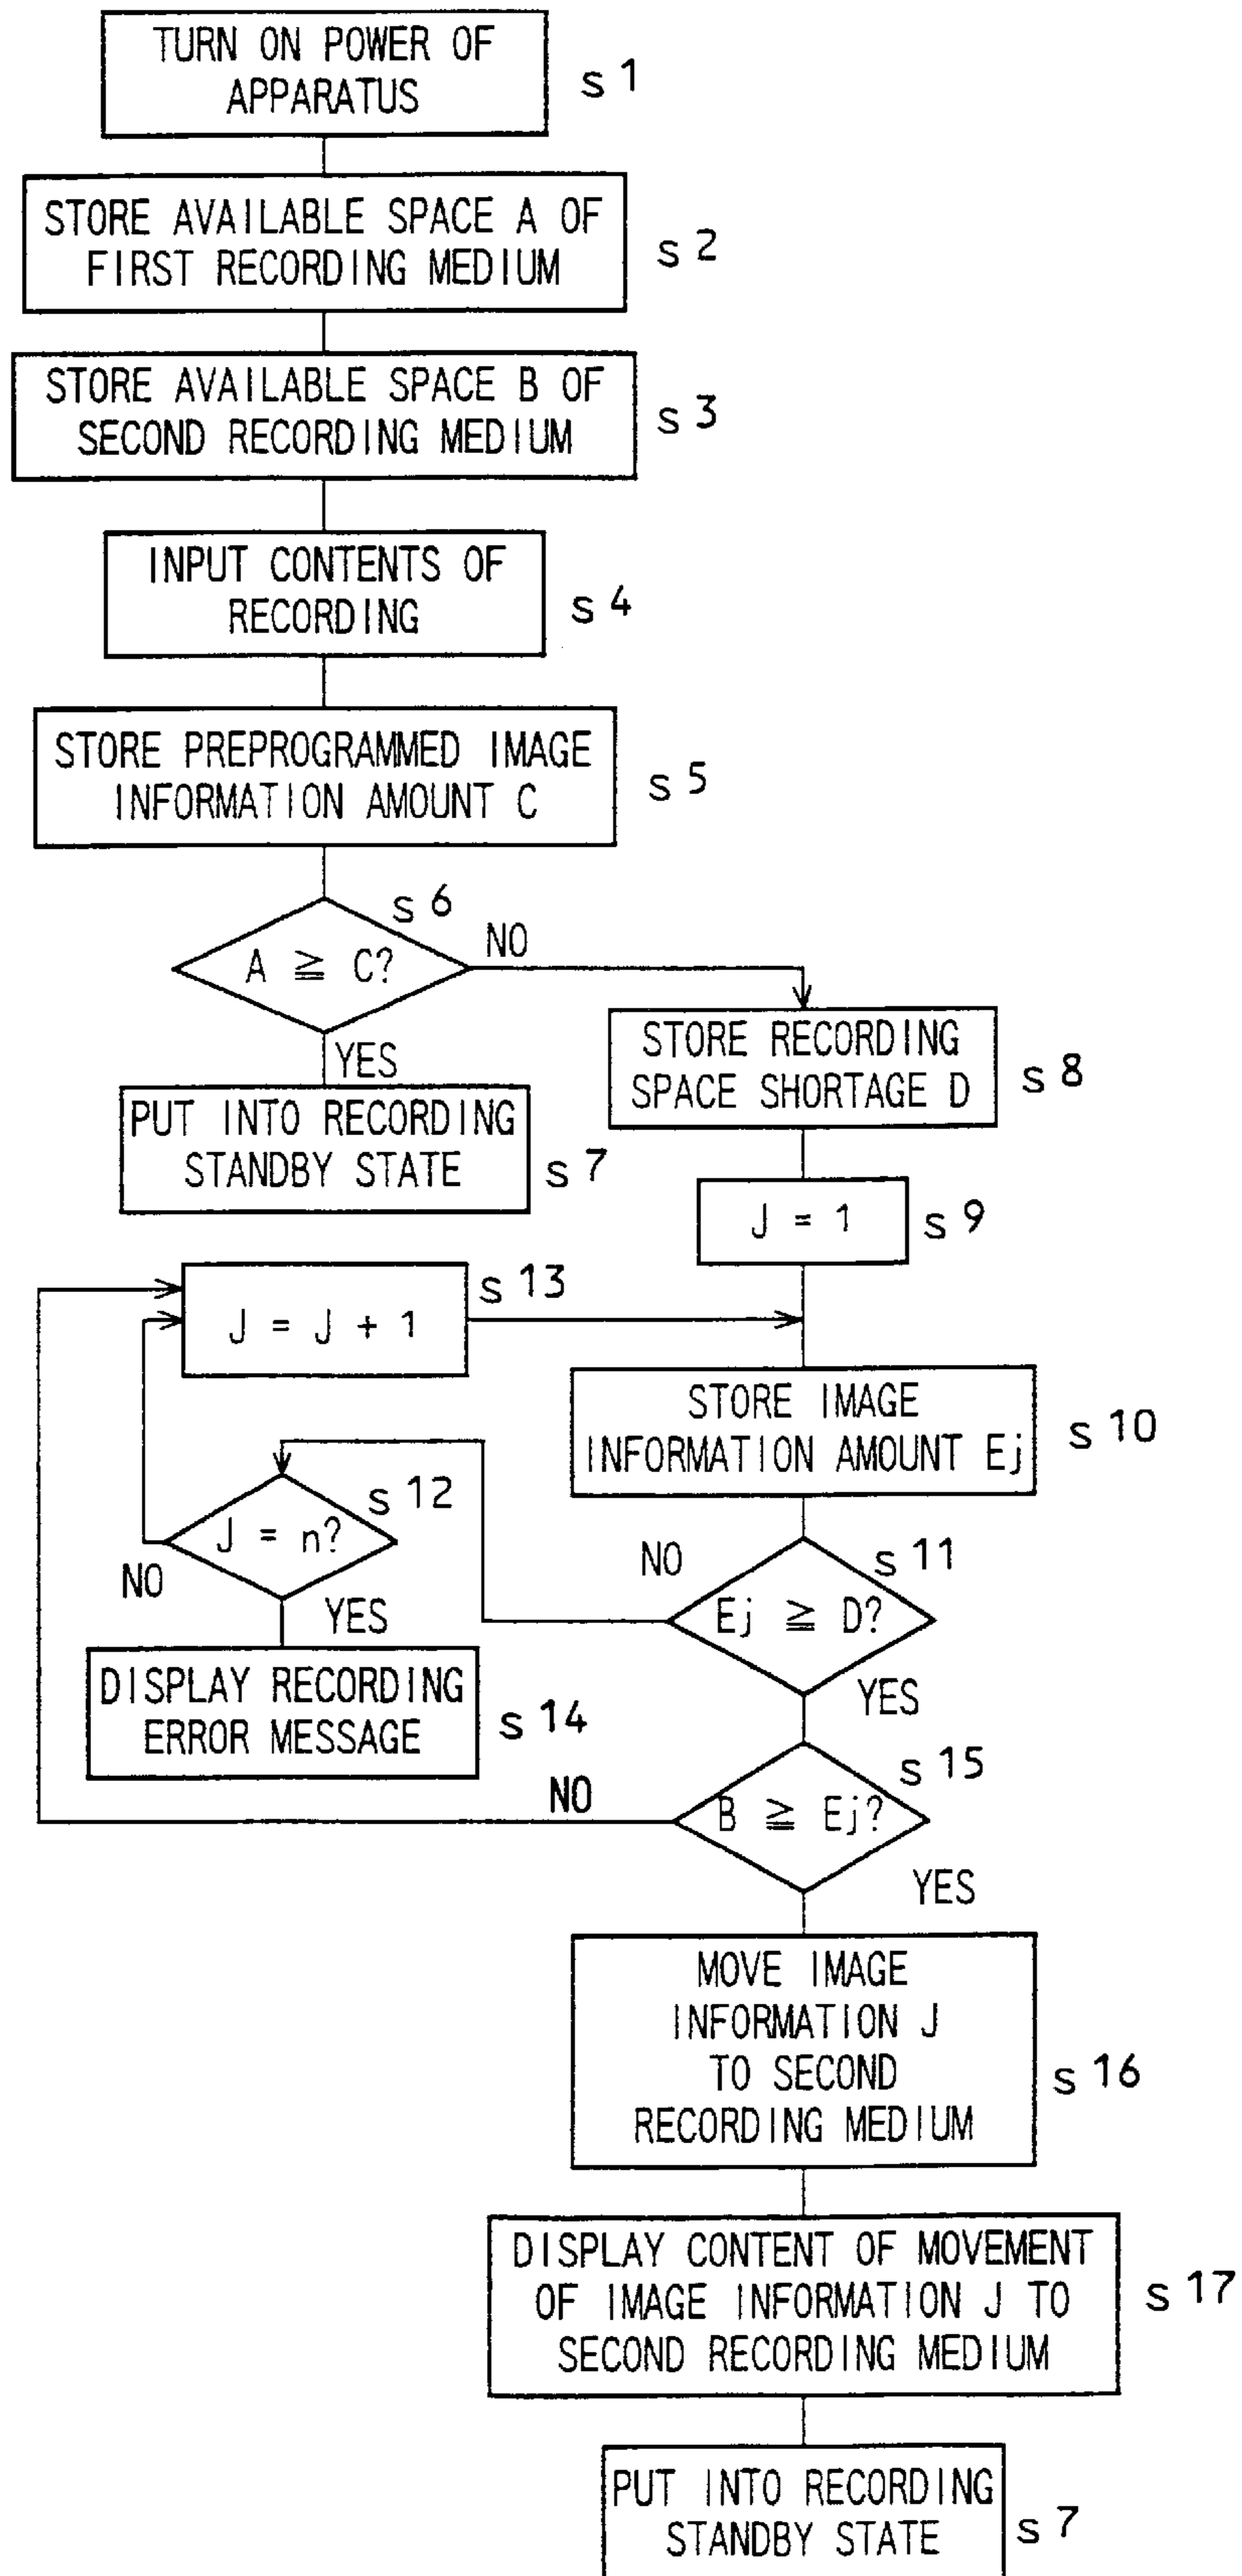 TURN ON POWER OF
APPARATUS
s 1
STORE AVAILABLE SPACE A OF
FIRST RECORDING MEDIUM
s 2
STORE AVAILABLE SPACE B OF
SECOND RECORDING MEDIUM
s 3
INPUT CONTENTS OF
RECORDING
s 4
STORE PREPROGRAMMED IMAGE
INFORMATION AMOUNT C
s 5
s 6
A ≧ C?
NO
YES
PUT INTO RECORDING
STANDBY STATE
s 7
STORE RECORDING
SPACE SHORTAGE D
s 8
J = 1
s 9
s 13
J = J + 1
STORE IMAGE
INFORMATION AMOUNT Ej
s 10
s 12
J = n?
NO
YES
s 11
NO
Ej ≧ D?
YES
DISPLAY RECORDING
ERROR MESSAGE
s 14
s 15
NO
B ≧ Ej?
YES
MOVE IMAGE
INFORMATION J
TO SECOND
RECORDING MEDIUM
s 16
DISPLAY CONTENT OF MOVEMENT
OF IMAGE INFORMATION J TO
SECOND RECORDING MEDIUM
s 17
PUT INTO RECORDING
STANDBY STATE
s 7